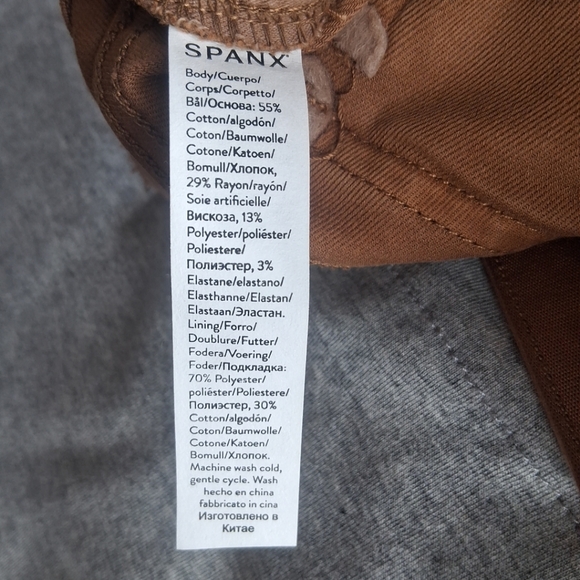 SPANX
Body/Cuerpo/
Corps/Corpetto/
Bål/Основа: 55%
Cotton/algodón/
Coton/Baumwolle/
Cotone/Katoen/
Bomull/Хлопок,
29% Rayon/rayón/
Soie artificielle/
Вискоза, 13%
Polyester/poliéster/
Poliestere/
Полиэстер, 3%
Elastane/elastano/
Elasthanne/Elastan/
Elastaan/Эластан.
Lining/Forro/
Doublure/Futter/
Fodera/Voering/
Foder/Подкладка:
70% Polyester/
poliéster/Poliestere/
Полиэстер, 30%
Cotton/algodón/
Coton/Baumwolle/
Cotone/Katoen/
Bomull/Хлопок.
Machine wash cold,
gentle cycle. Wash
hecho en china
fabbricato in cina
Изготовлено в
Китае